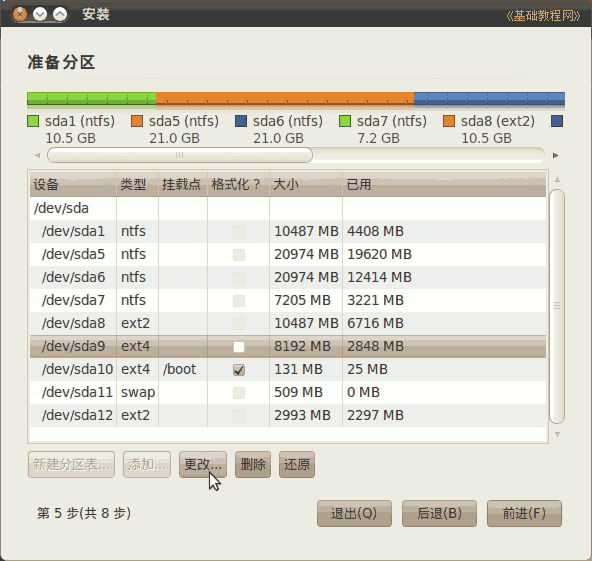 安装
《基础教程网》
准备分区
sda1 (ntfs) sda5 (ntfs) sda6 (ntfs) sda7 (ntfs) sda8 (ext2)
10.5 GB 21.0 GB 21.0 GB 7.2 GB 10.5 GB
设备 类型 挂载点 格式化？ 大小 已用
/dev/sda
/dev/sda1 ntfs 10487 MB 4408 MB
/dev/sda5 ntfs 20974 MB 19620 MB
/dev/sda6 ntfs 20974 MB 12414 MB
/dev/sda7 ntfs 7205 MB 3221 MB
/dev/sda8 ext2 10487 MB 6716 MB
/dev/sda9 ext4 8192 MB 2848 MB
/dev/sda10 ext4 /boot 131 MB 25 MB
/dev/sda11 swap 509 MB 0 MB
/dev/sda12 ext2 2993 MB 2297 MB
新建分区表... 添加... 更改... 删除 还原
第 5 步(共 8 步) 退出(Q) 后退(B) 前进(F)